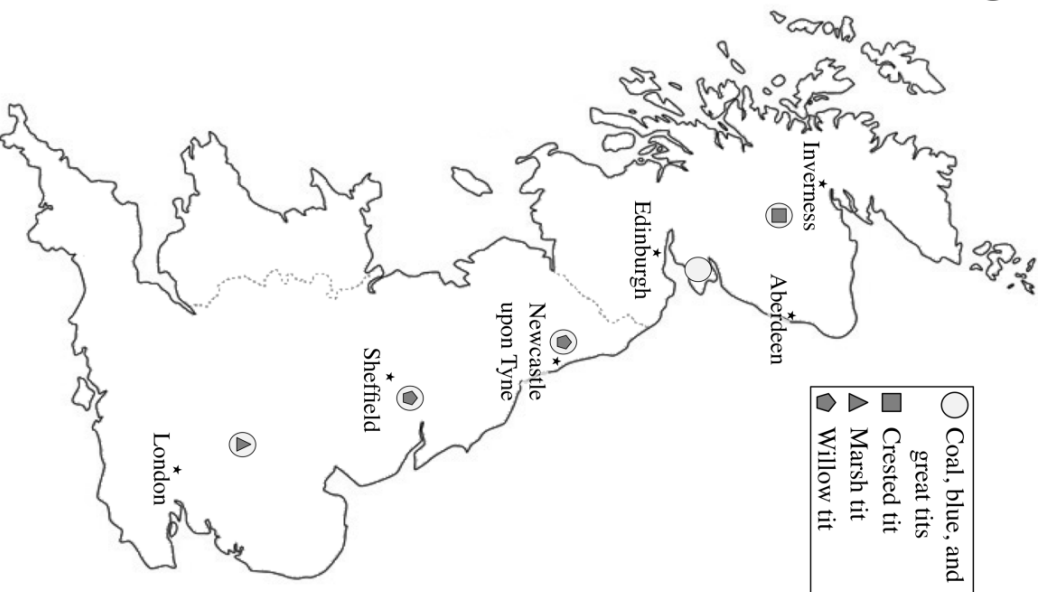 Coal, blue, and
great tits
Crested tit
Marsh tit
Willow tit
Inverness
Aberdeen
Edinburgh
Newcastle
upon Tyne
Sheffield
London